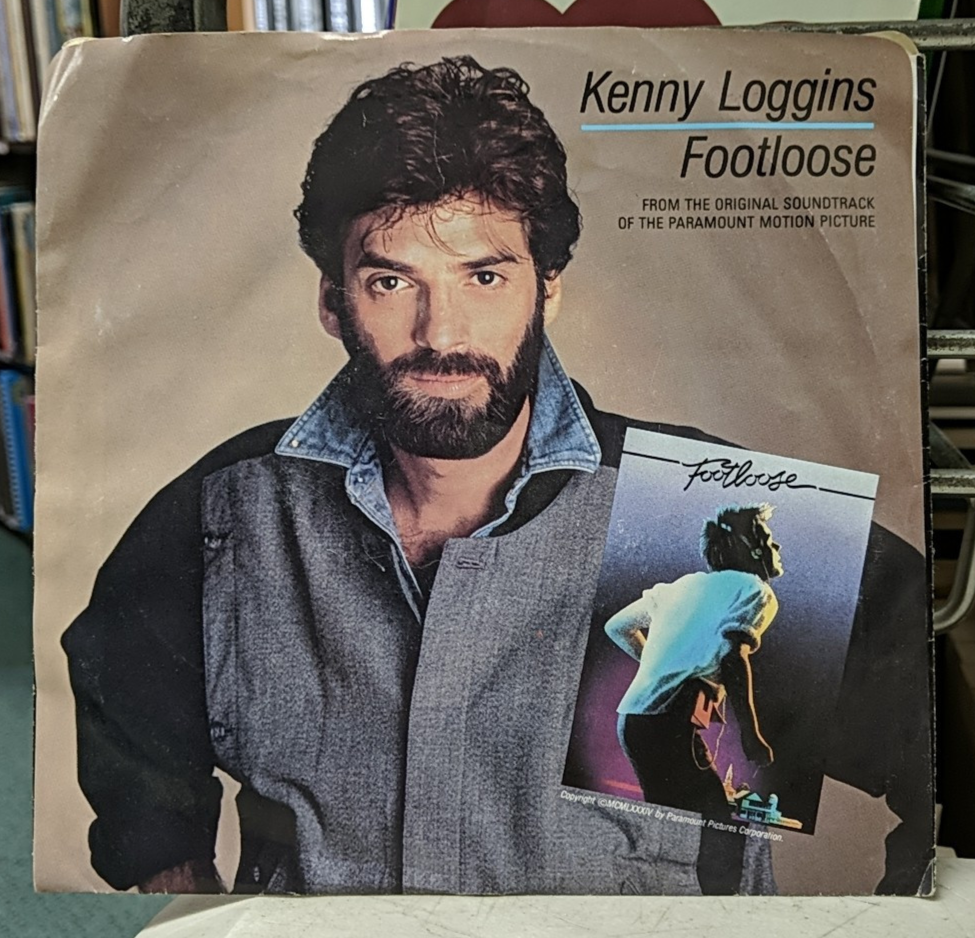 Kenny Loggins
Footloose
FROM THE ORIGINAL SOUNDTRACK
OF THE PARAMOUNT MOTION PICTURE
Footloose
Copyright ©MCMLXXXIV by Paramount Pictures Corporation.